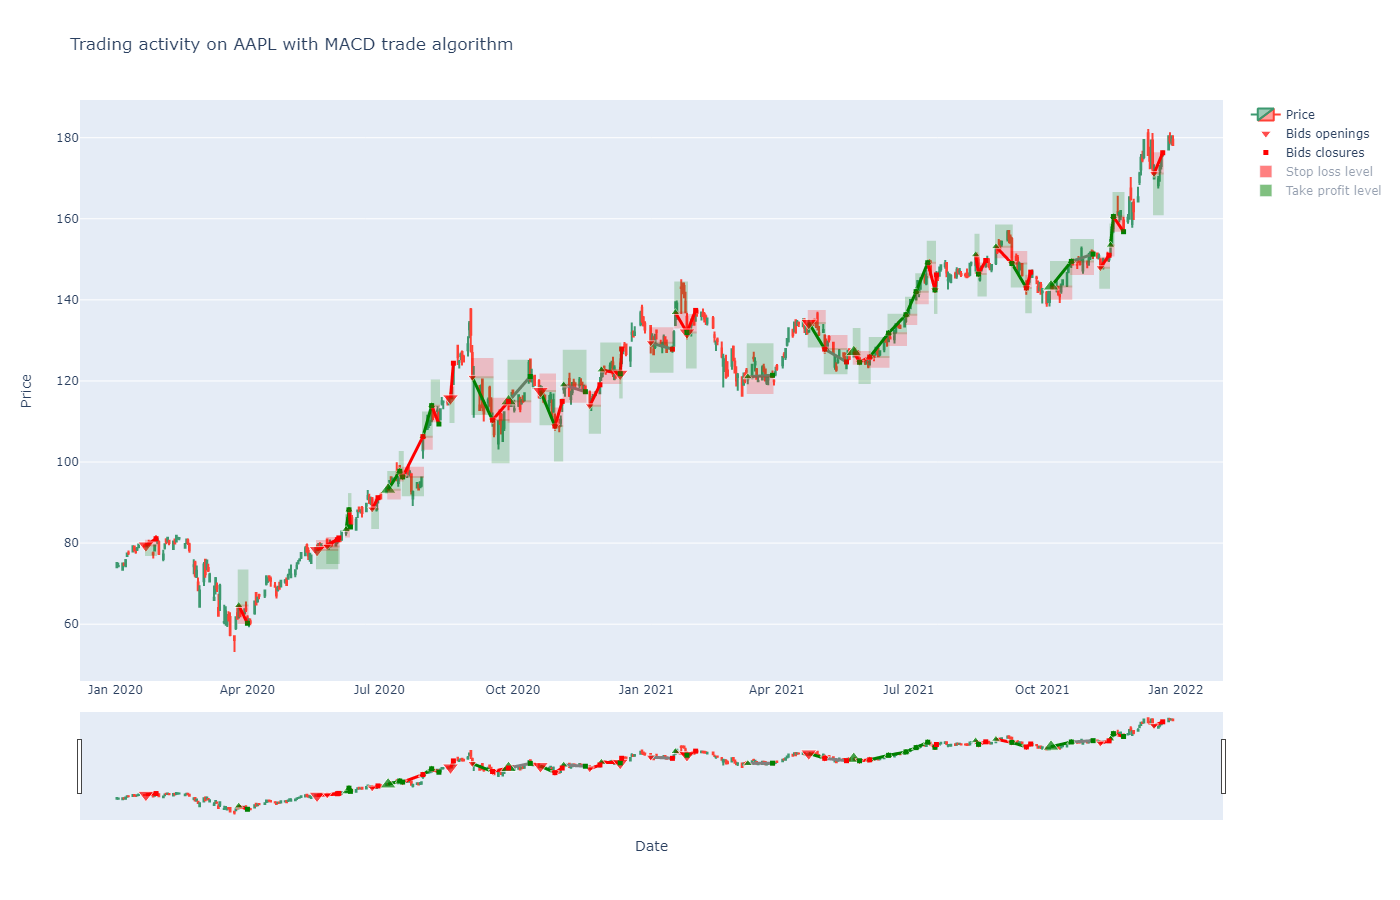 Trading activity on AAPL with MACD trade algorithm
Price
Bids openings
Bids closures
Stop loss level
Take profit level
Price
180
160
140
120
100
80
60
Jan 2020
Apr 2020
Jul 2020
Oct 2020
Jan 2021
Apr 2021
Jul 2021
Oct 2021
Jan 2022
Date